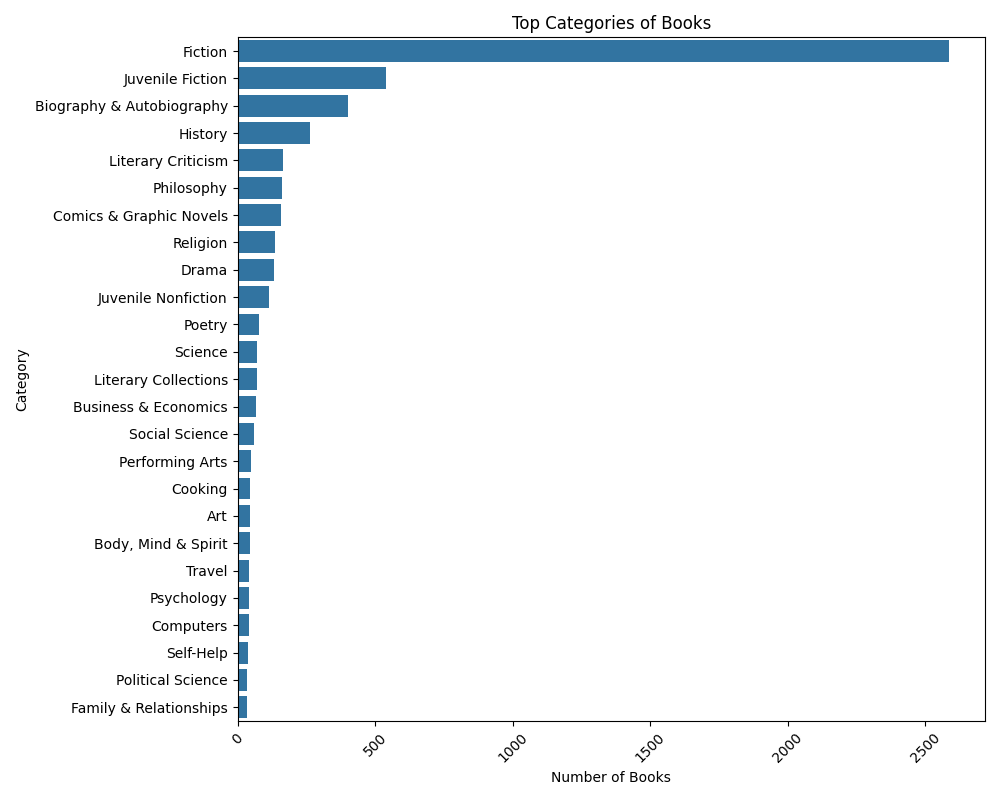 Top Categories of Books
Fiction
Juvenile Fiction
Biography & Autobiography
History
Literary Criticism
Philosophy
Comics & Graphic Novels
Religion
Drama
Juvenile Nonfiction
Poetry
Science
Literary Collections
Business & Economics
Social Science
Performing Arts
Cooking
Art
Body, Mind & Spirit
Travel
Psychology
Computers
Self-Help
Political Science
Family & Relationships
Category
0
500
1000
1500
2000
2500
Number of Books